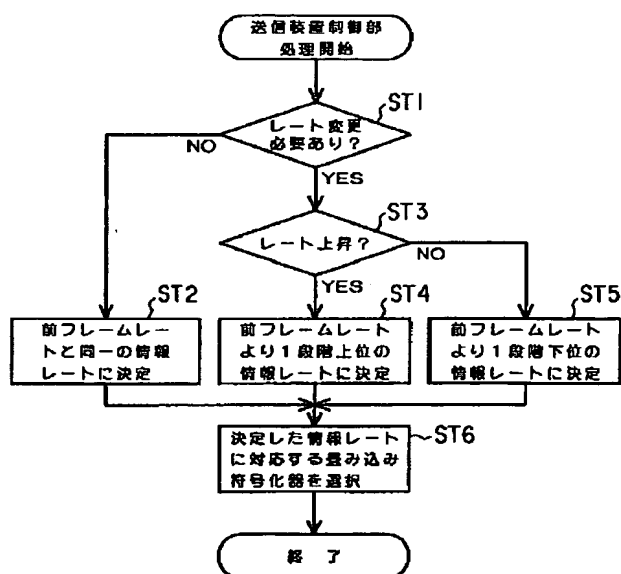 送信装置制御部
処理開始
ST1
レート変更
必要あり?
NO
YES
ST3
レート上昇?
NO
YES
ST2
前フレームレー
トと同一の情報
レートに決定
ST4
前フレームレート
より1段階上位の
情報レートに決定
ST5
前フレームレート
より1段階下位の
情報レートに決定
ST6
決定した情報レート
に対応する畳み込み
符号化器を選択
終了